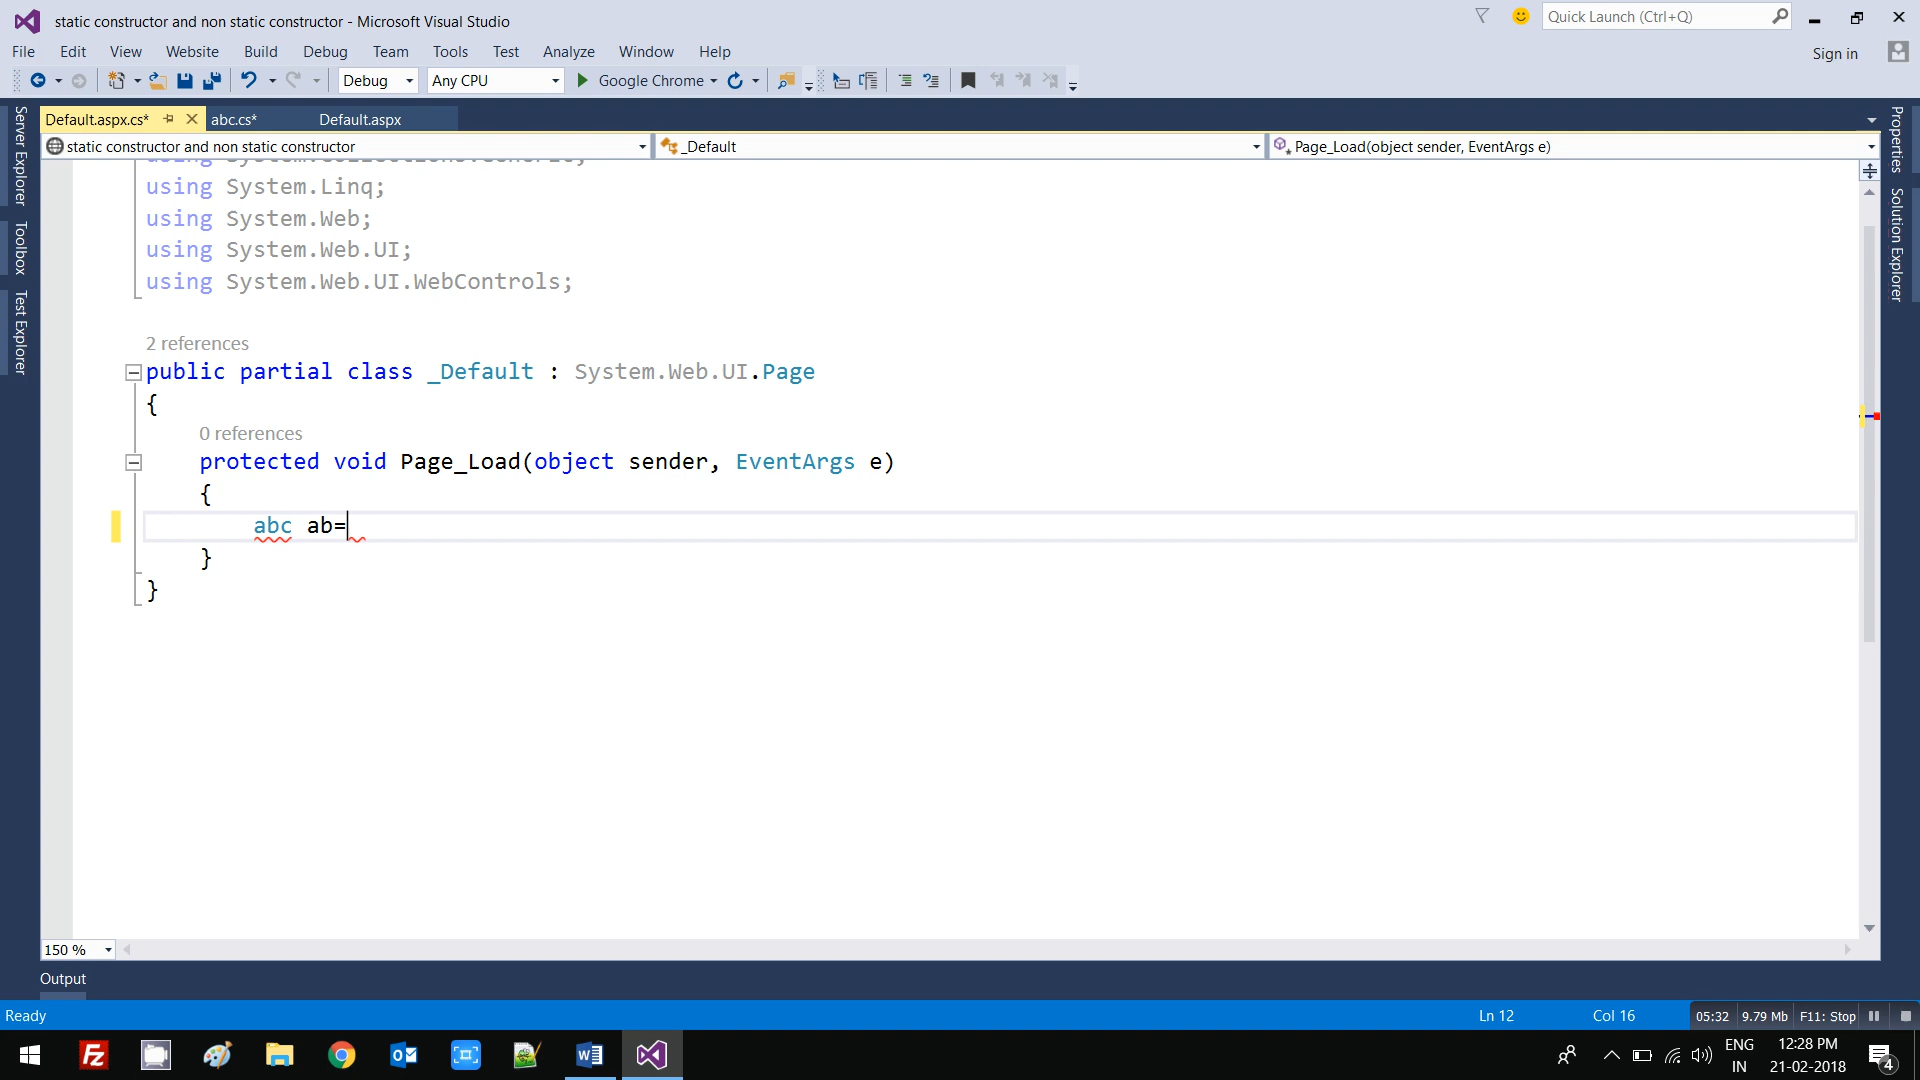 static constructor and non static constructor - Microsoft Visual Studio
Quick Launch (Ctrl+Q)
File Edit View Website Build Debug Team Tools Test Analyze Window Help
Sign in
Debug Any CPU Google Chrome
Default.aspx.cs* abc.cs* Default.aspx
static constructor and non static constructor _Default Page_Load(object sender, EventArgs e)
Server Explorer
Toolbox
Test Explorer
Properties
Solution Explorer
using System.Collections.Generic;
using System.Linq;
using System.Web;
using System.Web.UI;
using System.Web.UI.WebControls;
2 references
public partial class _Default : System.Web.UI.Page
{
0 references
protected void Page_Load(object sender, EventArgs e)
{
abc ab=
}
}
150 %
Output
Ready Ln 12 Col 16 05:32 9.79 Mb F11: Stop
ENG 12:28 PM
IN 21-02-2018 4